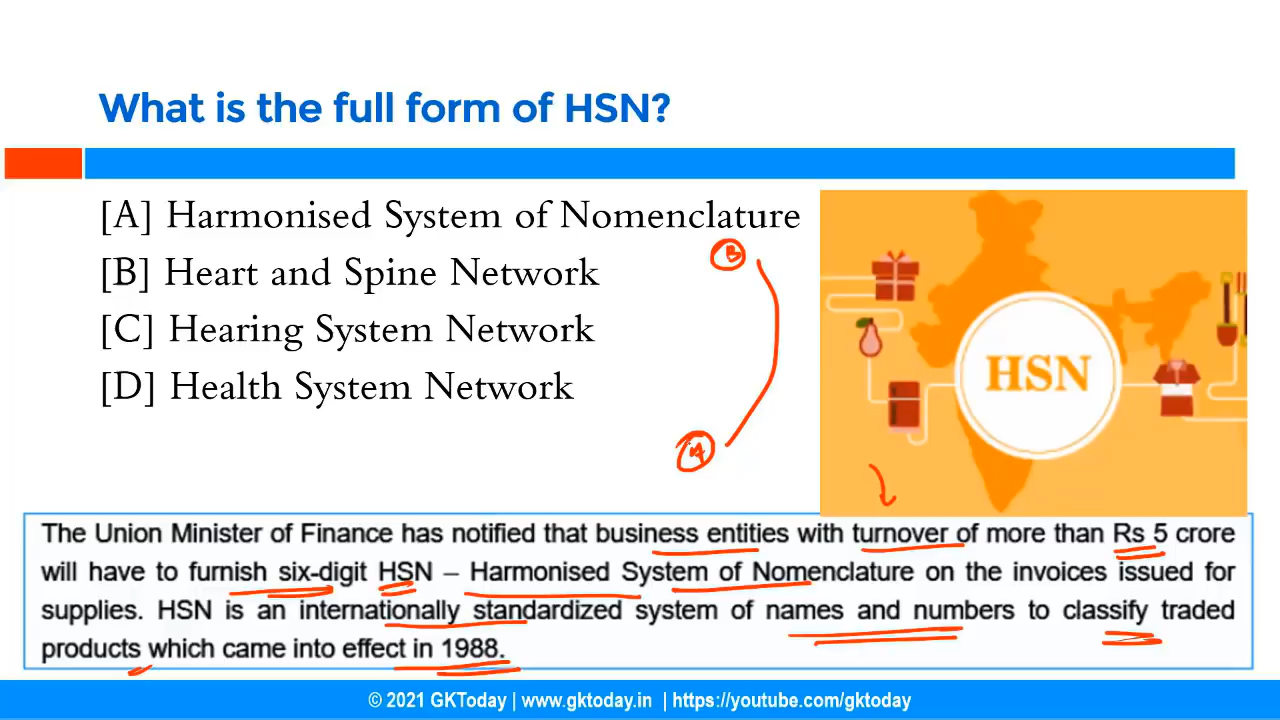 What is the full form of HSN?
[A] Harmonised System of Nomenclature
[B] Heart and Spine Network
[C] Hearing System Network
[D] Health System Network
B
A
HSN
The Union Minister of Finance has notified that business entities with turnover of more than Rs 5 crore
will have to furnish six-digit HSN – Harmonised System of Nomenclature on the invoices issued for
supplies. HSN is an internationally standardized system of names and numbers to classify traded
products which came into effect in 1988.
© 2021 GKToday | www.gktoday.in | https://youtube.com/gktoday